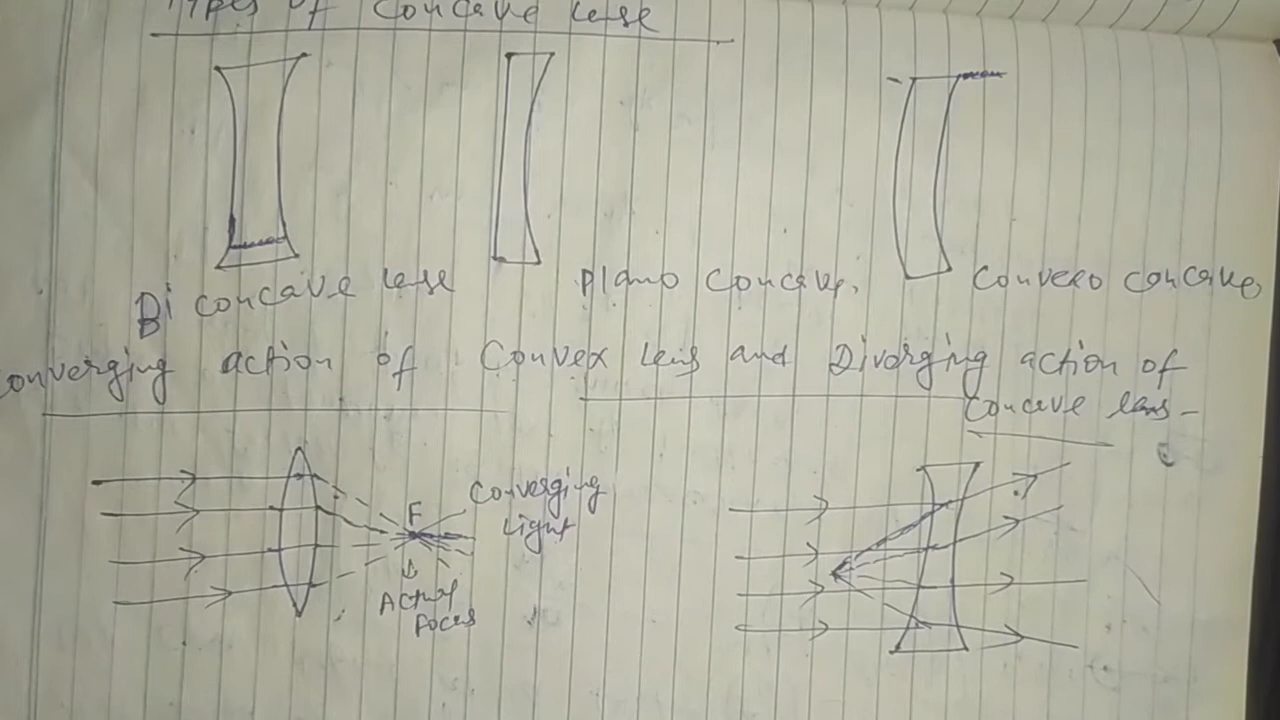 Types of Concave lense
Bi concave lense
Plano concave.
Convexo concave,
Converging action of Convex lens and Diverging action of
Concave lens-
Converging
Light
F
Actual
Focus